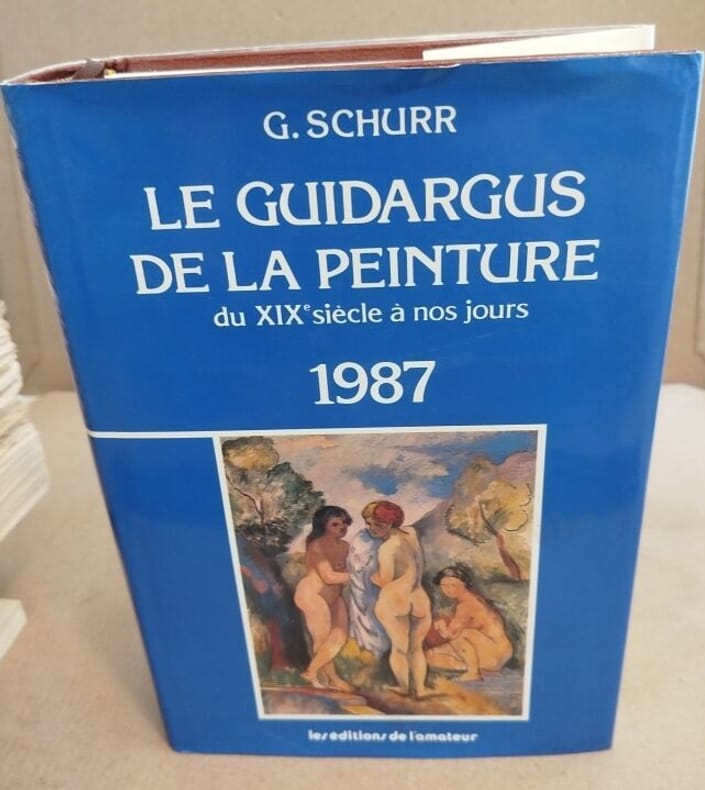 G. SCHURR
LE GUIDARGUS
DE LA PEINTURE
du XIXe siècle à nos jours
1987
les éditions de l'amateur